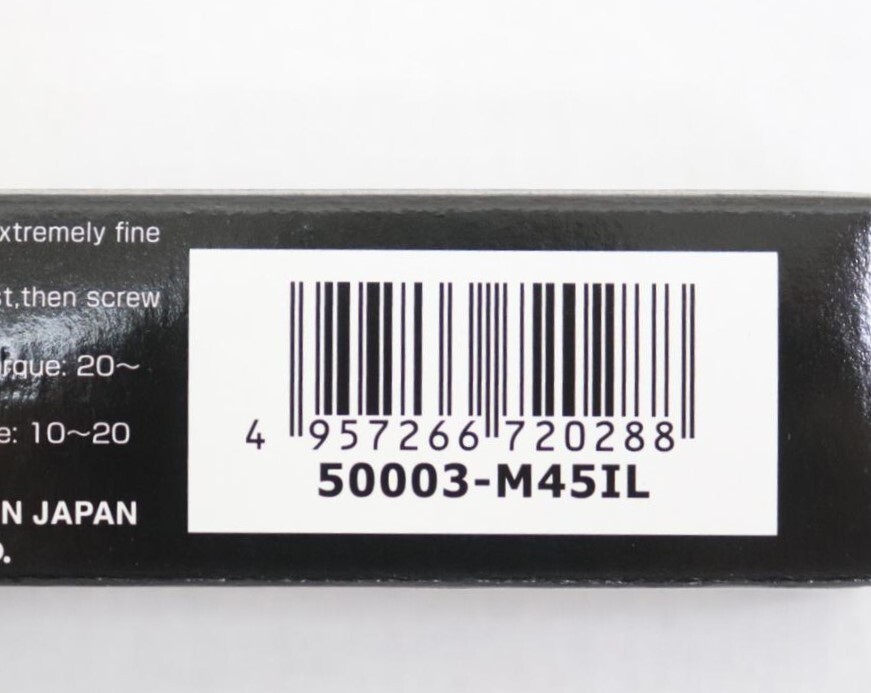 xtremely fine
st,then screw
rque: 20～
e: 10～20
N JAPAN
4 957266 720288
50003-M45IL